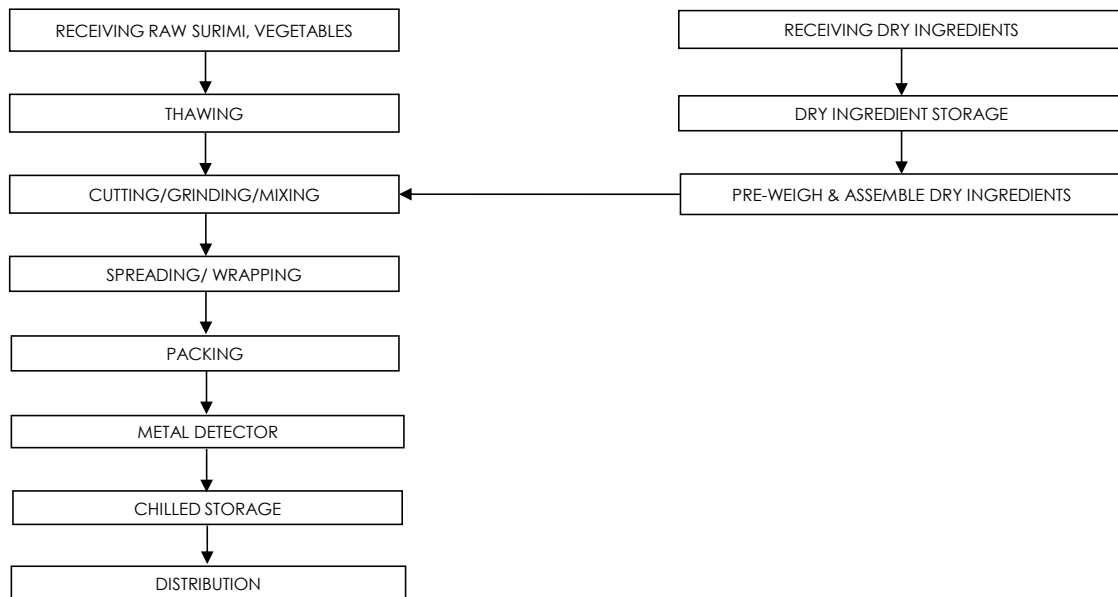 RECEIVING RAW SURIMI, VEGETABLES
THAWING
CUTTING/GRINDING/MIXING
SPREADING/ WRAPPING
PACKING
METAL DETECTOR
CHILLED STORAGE
DISTRIBUTION
RECEIVING DRY INGREDIENTS
DRY INGREDIENT STORAGE
PRE-WEIGH & ASSEMBLE DRY INGREDIENTS